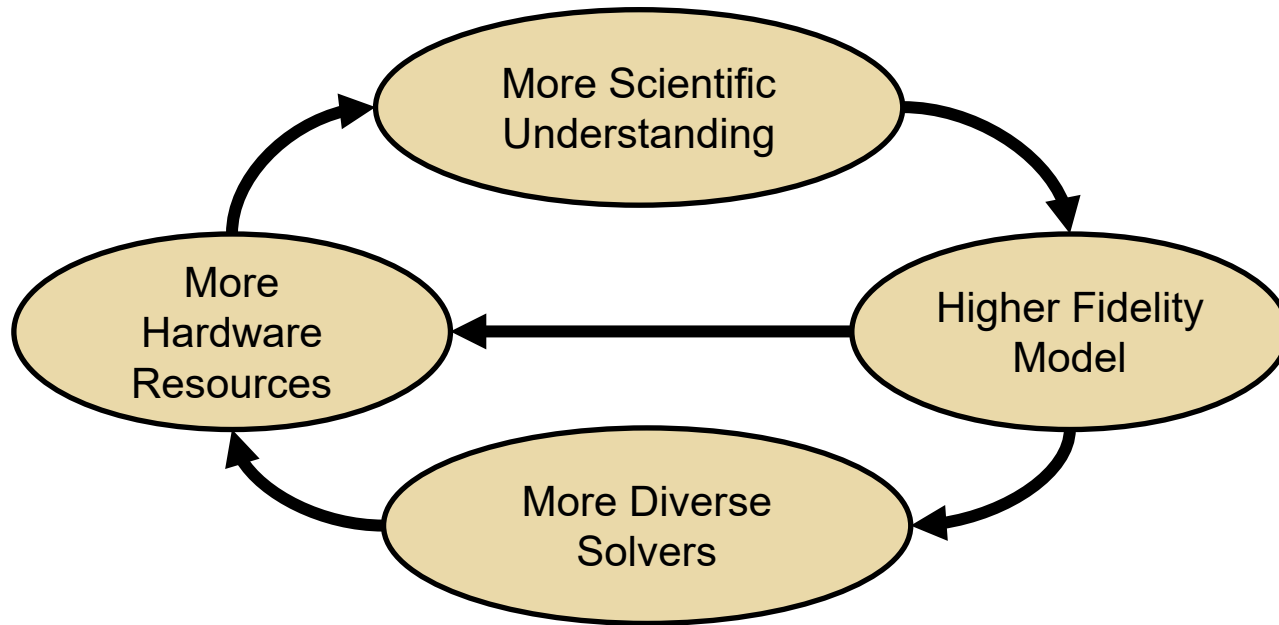 More Scientific
Understanding
More
Hardware
Resources
Higher Fidelity
Model
More Diverse
Solvers